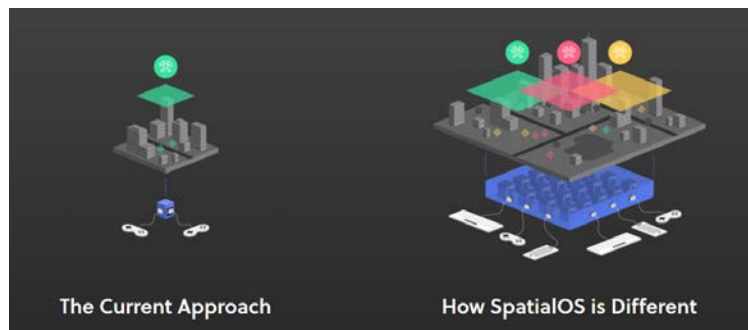 The Current Approach
How SpatialOS is Different